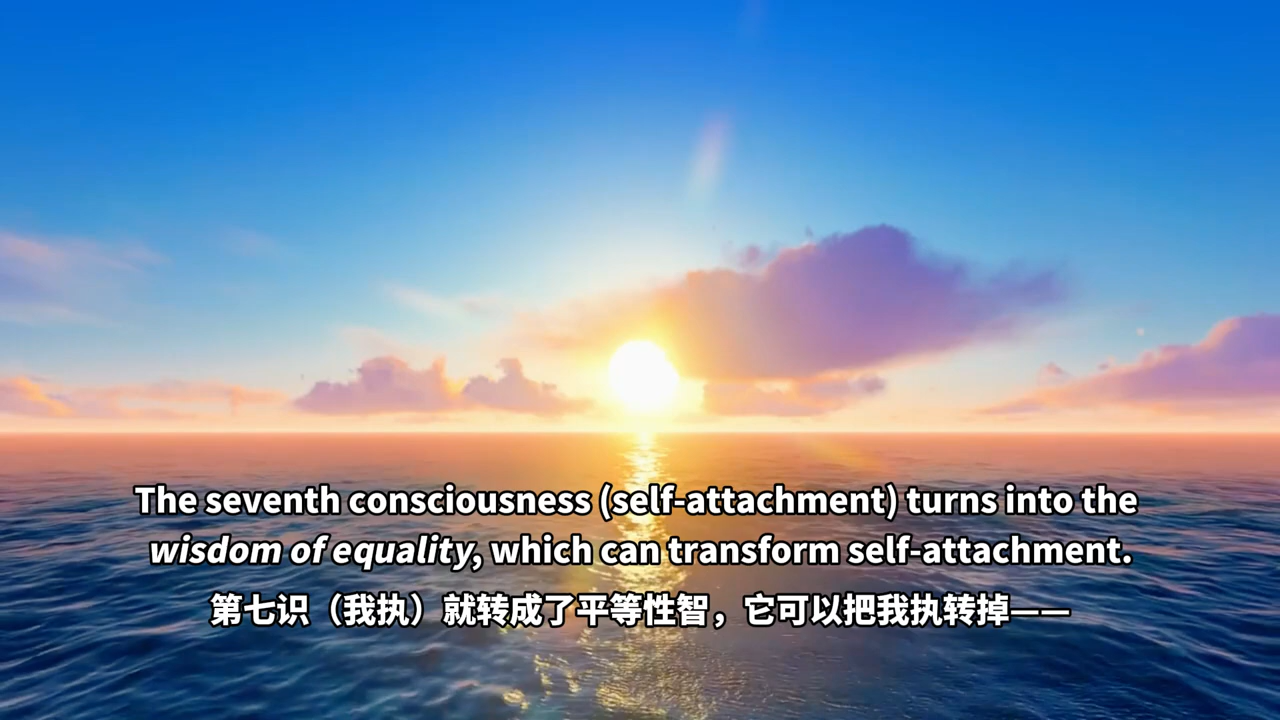 The seventh consciousness (self-attachment) turns into the
wisdom of equality, which can transform self-attachment.
第七识（我执）就转成了平等性智，它可以把我执转掉——